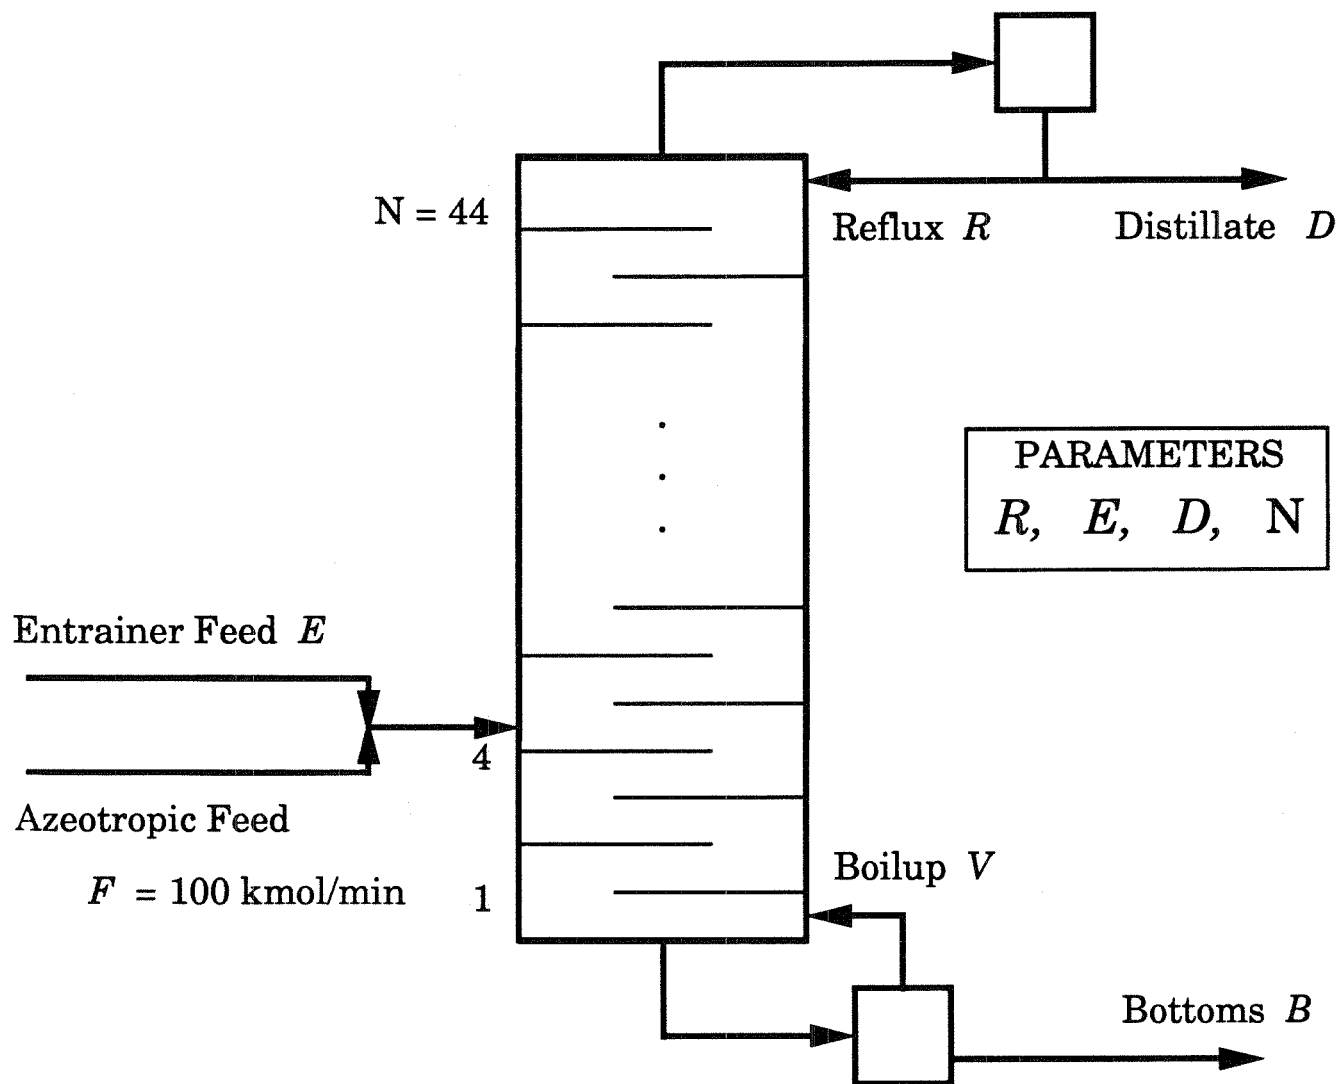 N = 44
Reflux R
Distillate D
PARAMETERS
R, E, D, N
Entrainer Feed E
4
Azeotropic Feed
F = 100 kmol/min
1
Boilup V
Bottoms B